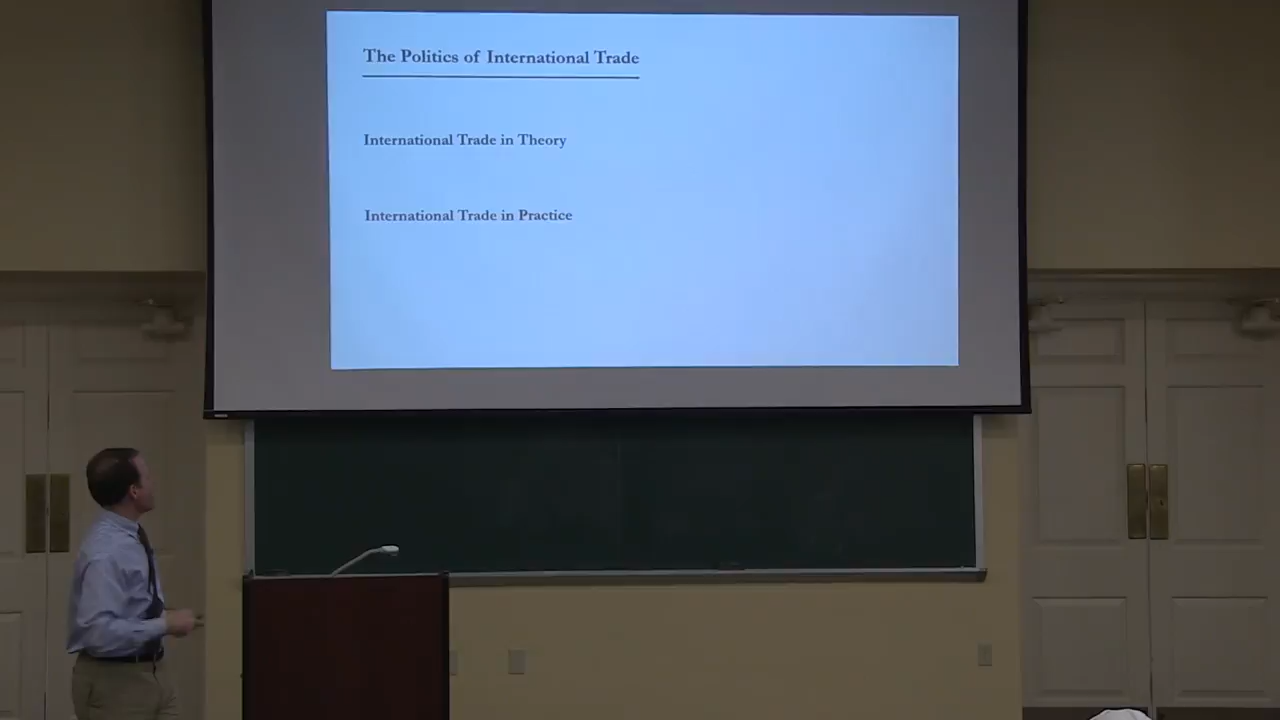 The Politics of International Trade
International Trade in Theory
International Trade in Practice